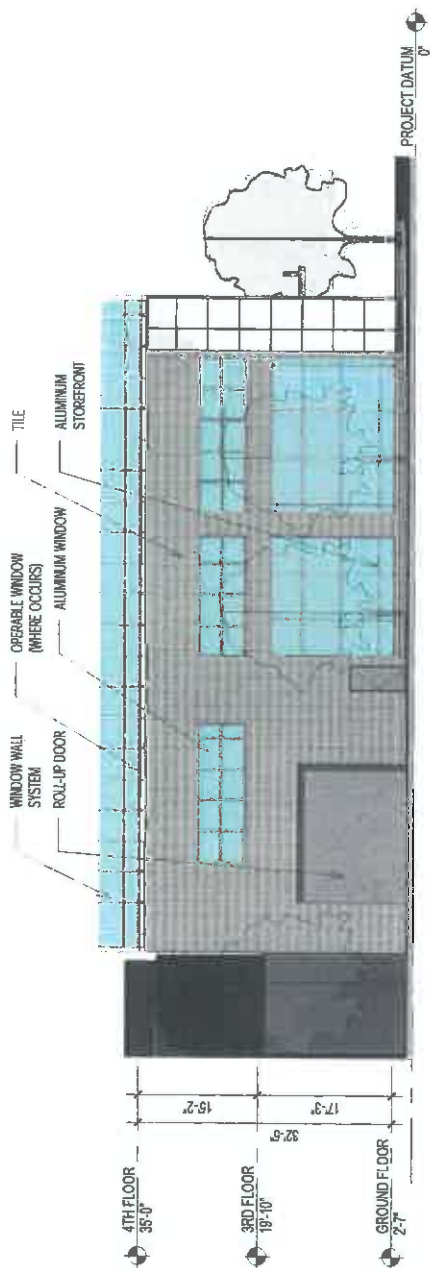 WINDOW WALL
SYSTEM
ROLL-UP DOOR
OPERABLE WINDOW
(WHERE OCCURS)
ALUMINUM WINDOW
TILE
ALUMINUM
STOREFRONT
4TH FLOOR
35'-0"
15'-2"
3RD FLOOR
19'-10"
32'-5"
17'-3"
GROUND FLOOR
2'-7"
PROJECT DATUM
0"